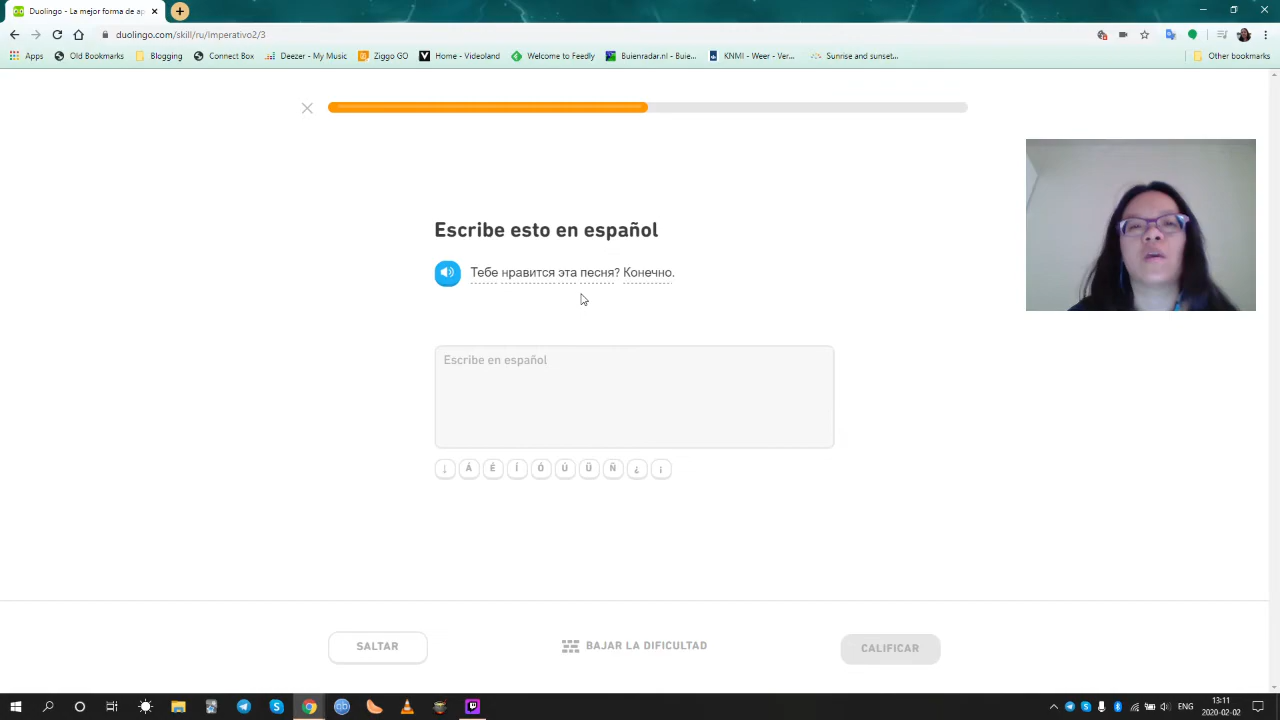 Duolingo - La mejor forma de ap
duolingo.com/skill/ru/Imperativo2/3
Apps Old Bookmarks Blogging Connect Box Deezer - My Music Ziggo GO Home - Videoland Welcome to Feedly Buienradar.nl - Buie... KNMI - Weer - Ver... Sunrise and sunset... Other bookmarks
Escribe esto en español
Тебе нравится эта песня? Конечно.
Escribe en español
↓ Á É Í Ó Ú Ü Ñ ¿ ¡
SALTAR BAJAR LA DIFICULTAD CALIFICAR
qb ENG 13:11
2020-02-02